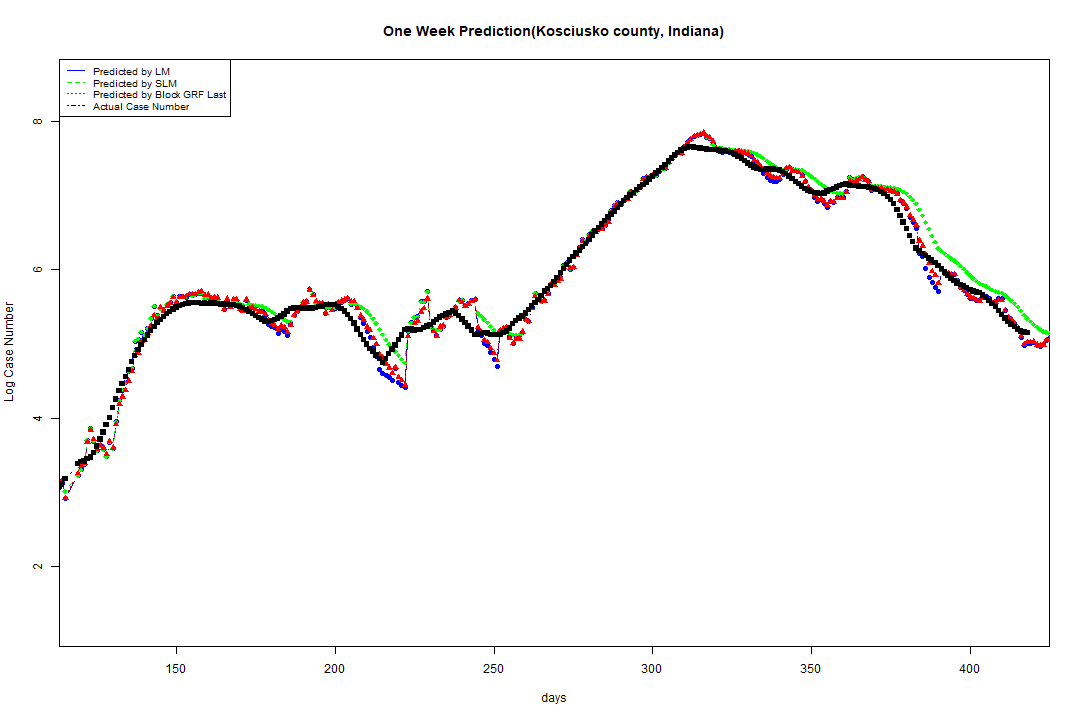 One Week Prediction(Kosciusko county, Indiana)
Predicted by LM
Predicted by SLM
Predicted by Block GRF Last
Actual Case Number
8
6
4
2
Log Case Number
150 200 250 300 350 400
days